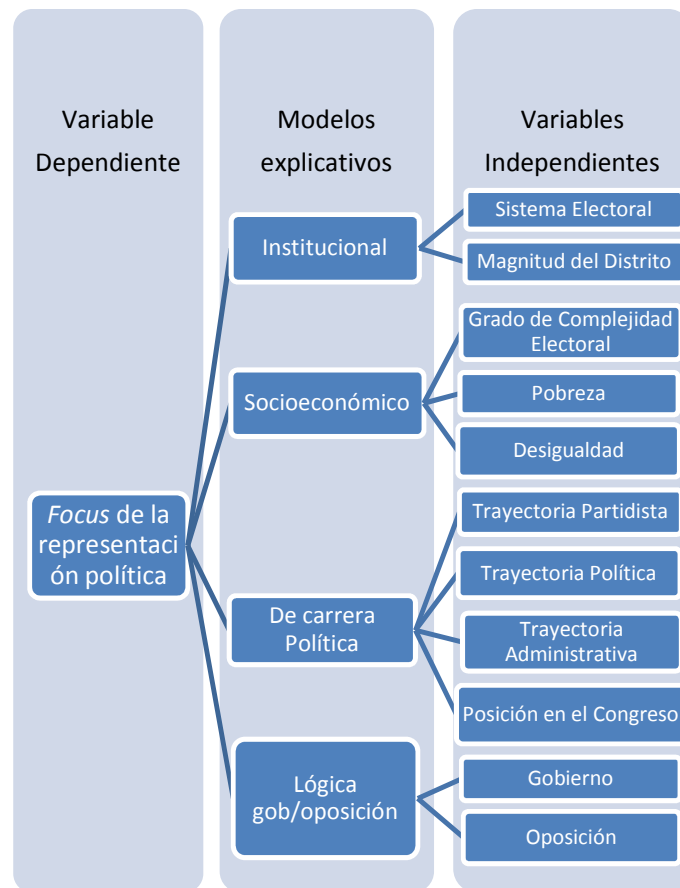 Variable
Dependiente
Focus de la
representaci
ón política
Modelos
explicativos
Institucional
Socioeconómico
De carrera
Política
Lógica
gob/oposición
Variables
Independientes
Sistema Electoral
Magnitud del Distrito
Grado de Complejidad
Electoral
Pobreza
Desigualdad
Trayectoria Partidista
Trayectoria Política
Trayectoria
Administrativa
Posición en el Congreso
Gobierno
Oposición